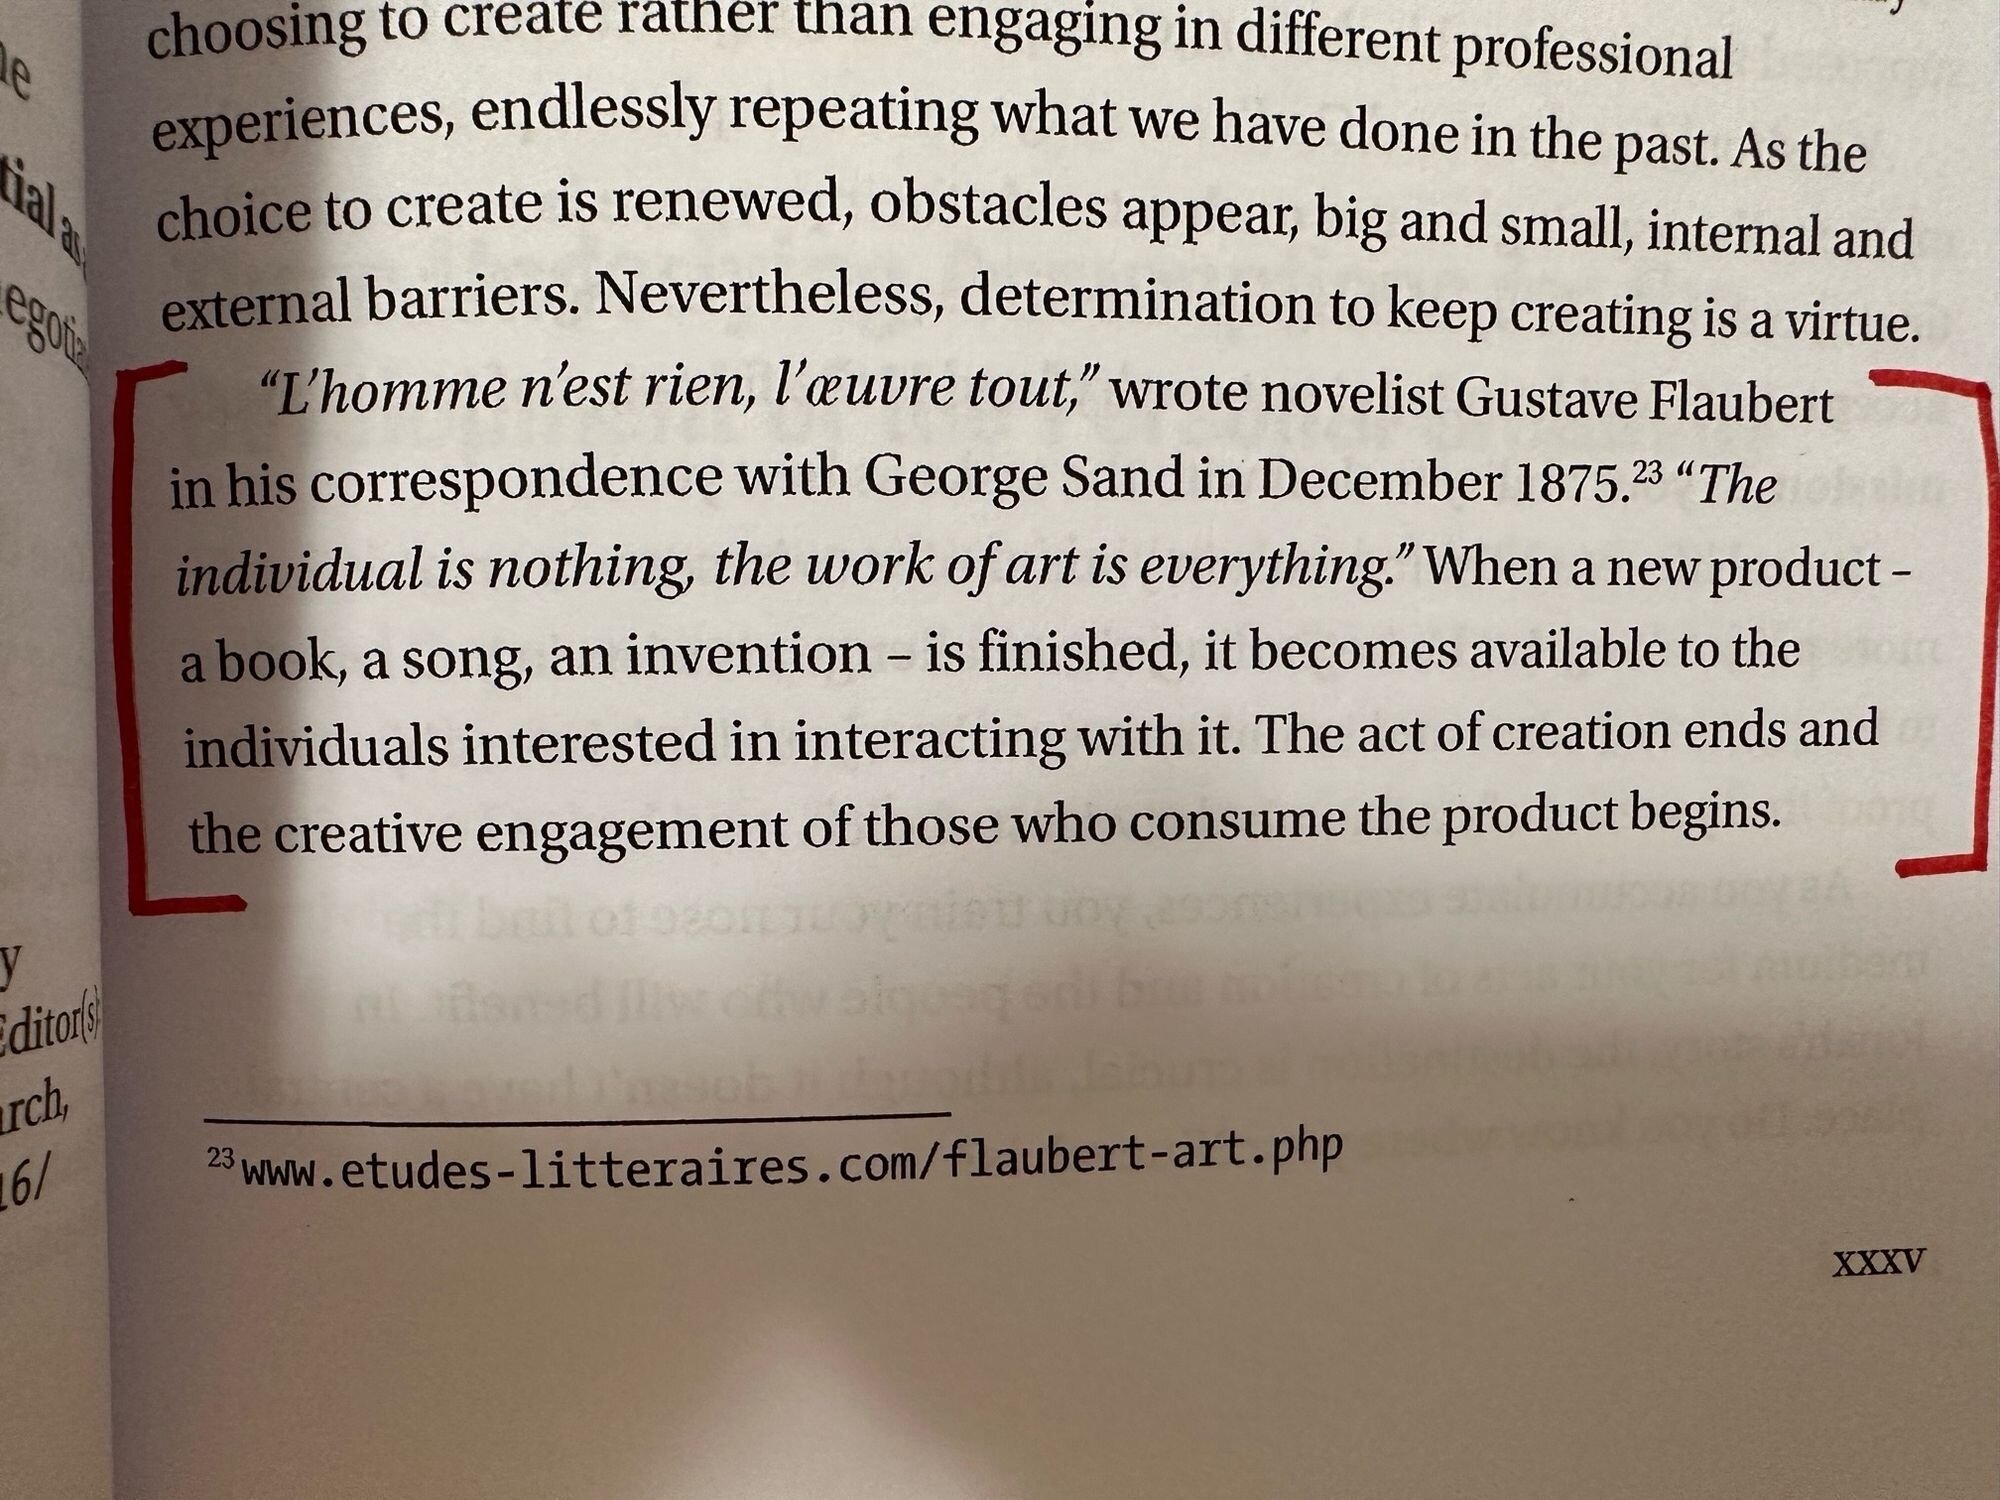 choosing to create rather than engaging in different professional
experiences, endlessly repeating what we have done in the past. As the
choice to create is renewed, obstacles appear, big and small, internal and
external barriers. Nevertheless, determination to keep creating is a virtue.
“L’homme n’est rien, l’œuvre tout,” wrote novelist Gustave Flaubert
in his correspondence with George Sand in December 1875.²³ “The
individual is nothing, the work of art is everything.” When a new product –
a book, a song, an invention – is finished, it becomes available to the
individuals interested in interacting with it. The act of creation ends and
the creative engagement of those who consume the product begins.
²³www.etudes-litteraires.com/flaubert-art.php
xxxv